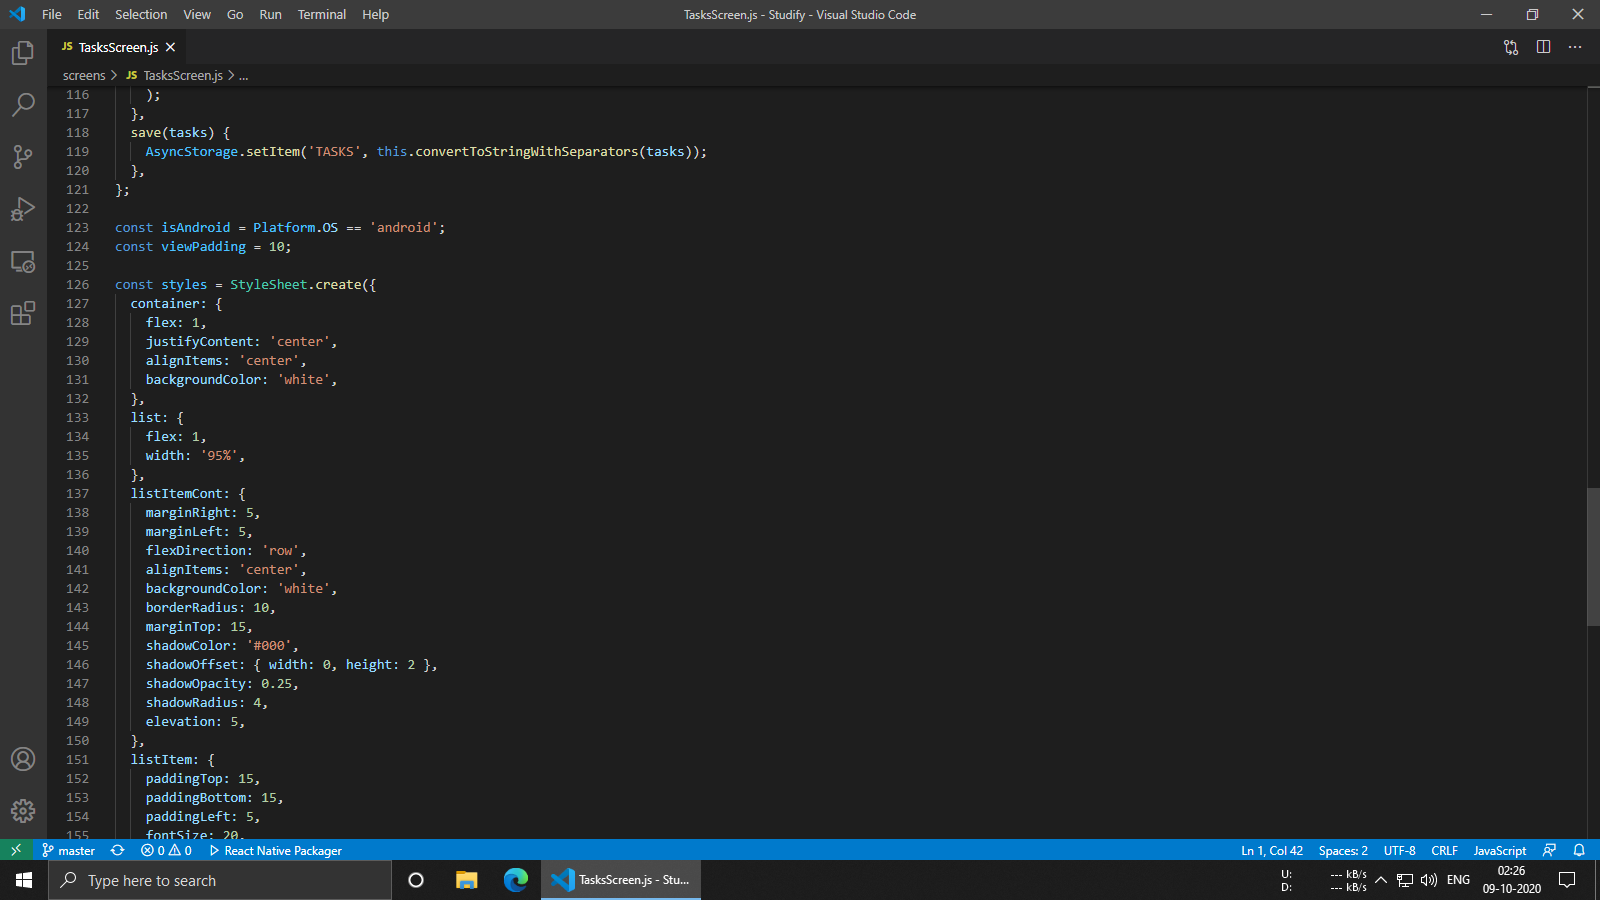 File Edit Selection View Go Run Terminal Help
TasksScreen.js - Studify - Visual Studio Code
JS TasksScreen.js
screens > JS TasksScreen.js > ...
116 );
117 },
118 save(tasks) {
119 AsyncStorage.setItem('TASKS', this.convertToStringWithSeparators(tasks));
120 },
121 };
122
123 const isAndroid = Platform.OS == 'android';
124 const viewPadding = 10;
125
126 const styles = StyleSheet.create({
127 container: {
128 flex: 1,
129 justifyContent: 'center',
130 alignItems: 'center',
131 backgroundColor: 'white',
132 },
133 list: {
134 flex: 1,
135 width: '95%',
136 },
137 listItemCont: {
138 marginRight: 5,
139 marginLeft: 5,
140 flexDirection: 'row',
141 alignItems: 'center',
142 backgroundColor: 'white',
143 borderRadius: 10,
144 marginTop: 15,
145 shadowColor: '#000',
146 shadowOffset: { width: 0, height: 2 },
147 shadowOpacity: 0.25,
148 shadowRadius: 4,
149 elevation: 5,
150 },
151 listItem: {
152 paddingTop: 15,
153 paddingBottom: 15,
154 paddingLeft: 5,
155 fontSize: 20,
master 0 0 React Native Packager Ln 1, Col 42 Spaces: 2 UTF-8 CRLF JavaScript
Type here to search
TasksScreen.js - Stu...
U: --- kB/s
D: --- kB/s
ENG
02:26
09-10-2020